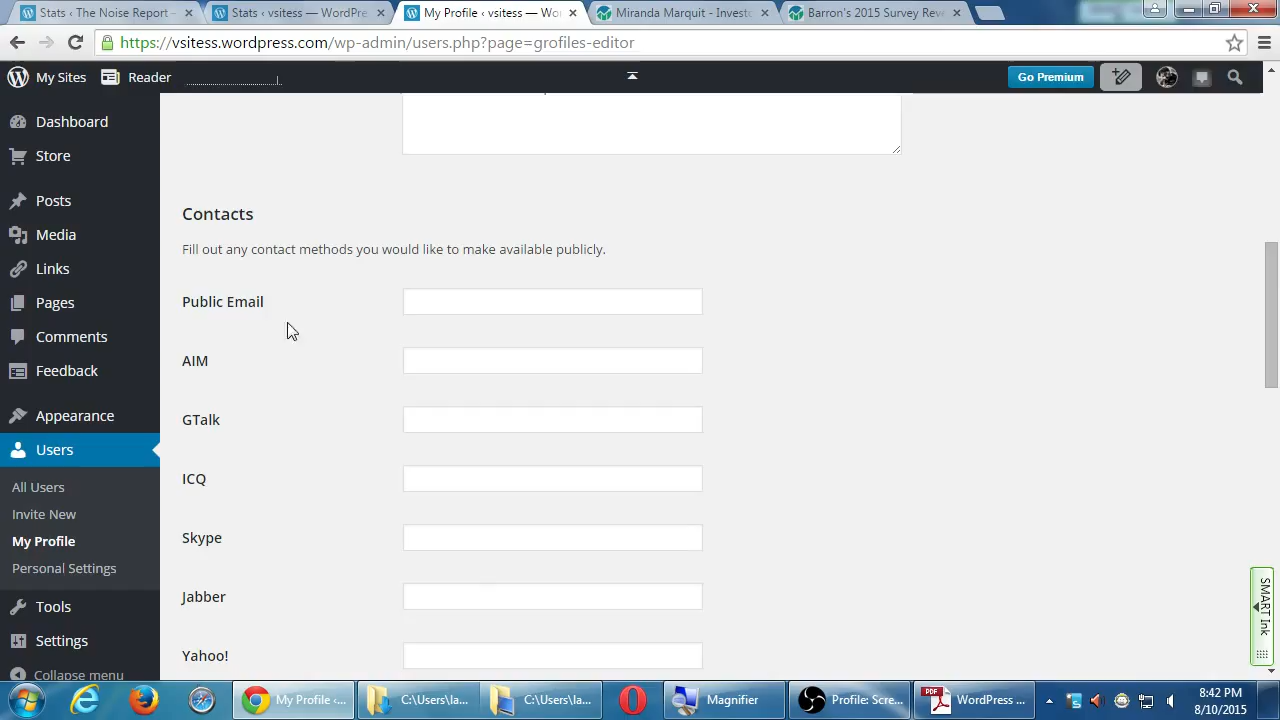 Stats ‹ The Noise Report –
Stats ‹ vsitess — WordPre
My Profile ‹ vsitess — Wo
Miranda Marquit - Investo
Barron's 2015 Survey Reve
https://vsitess.wordpress.com/wp-admin/users.php?page=grofiles-editor
My Sites
Reader
Go Premium
Dashboard
Store
Posts
Media
Links
Pages
Comments
Feedback
Appearance
Users
All Users
Invite New
My Profile
Personal Settings
Tools
Settings
Collapse menu
Contacts
Fill out any contact methods you would like to make available publicly.
Public Email
AIM
GTalk
ICQ
Skype
Jabber
Yahoo!
SMART Ink
My Profile ‹...
C:\Users\Ia...
C:\Users\Ia...
Magnifier
Profile: Scre...
PDF
WordPress ...
8:42 PM
8/10/2015